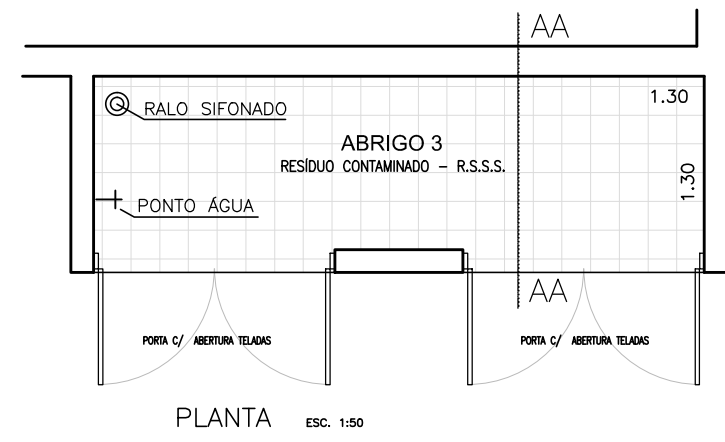 AA
1.30
RALO SIFONADO
ABRIGO 3
RESÍDUO CONTAMINADO - R.S.S.S.
1.30
PONTO ÁGUA
AA
PORTA C/ ABERTURA TELADAS
PORTA C/ ABERTURA TELADAS
PLANTA ESC. 1:50